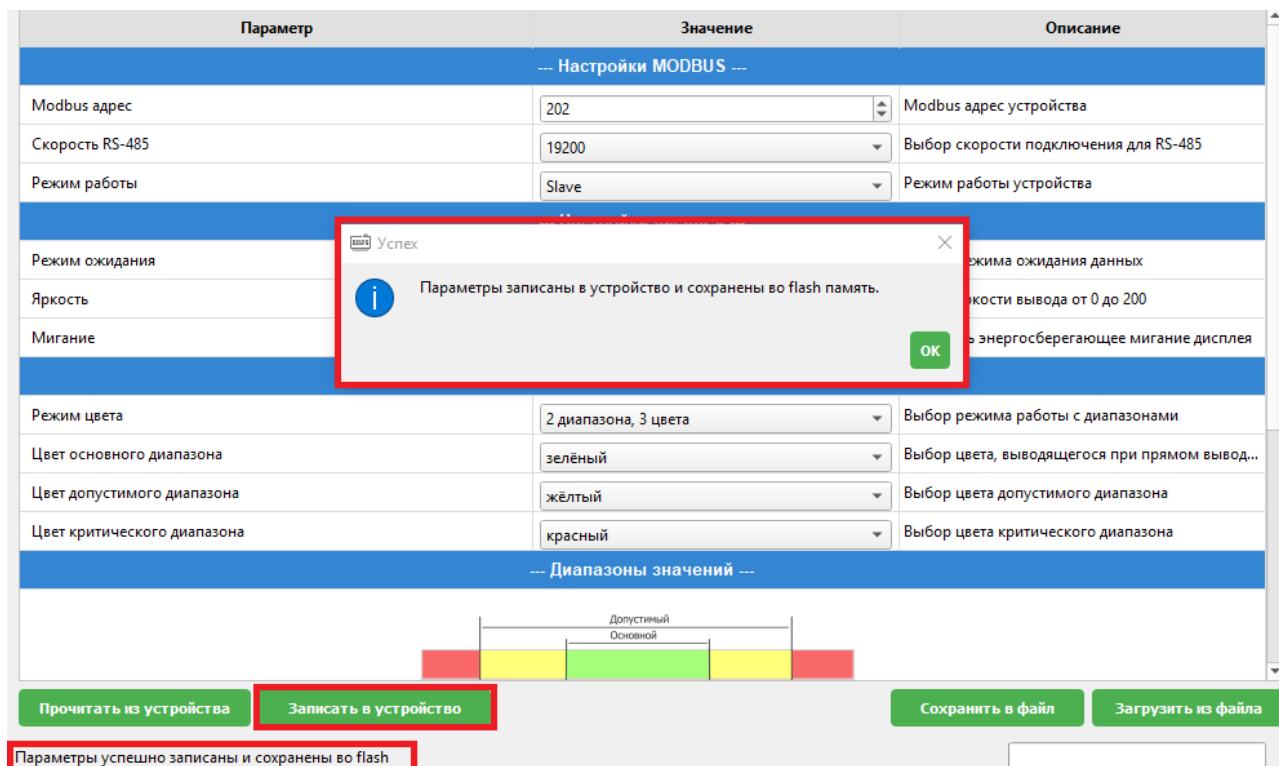 Параметр Значение Описание
--- Настройки MODBUS ---
Modbus адрес 202 Modbus адрес устройства
Скорость RS-485 19200 Выбор скорости подключения для RS-485
Режим работы Slave Режим работы устройства
Успех
Режим ожидания ежима ожидания данных
Параметры записаны в устройство и сохранены во flash память.
Яркость кости вывода от 0 до 200
Мигание энергосберегающее мигание дисплея
ОК
Режим цвета 2 диапазона, 3 цвета Выбор режима работы с диапазонами
Цвет основного диапазона зелёный Выбор цвета, выводящегося при прямом вывод...
Цвет допустимого диапазона жёлтый Выбор цвета допустимого диапазона
Цвет критического диапазона красный Выбор цвета критического диапазона
--- Диапазоны значений ---
Допустимый
Основной
Прочитать из устройства Записать в устройство Сохранить в файл Загрузить из файла
Параметры успешно записаны и сохранены во flash